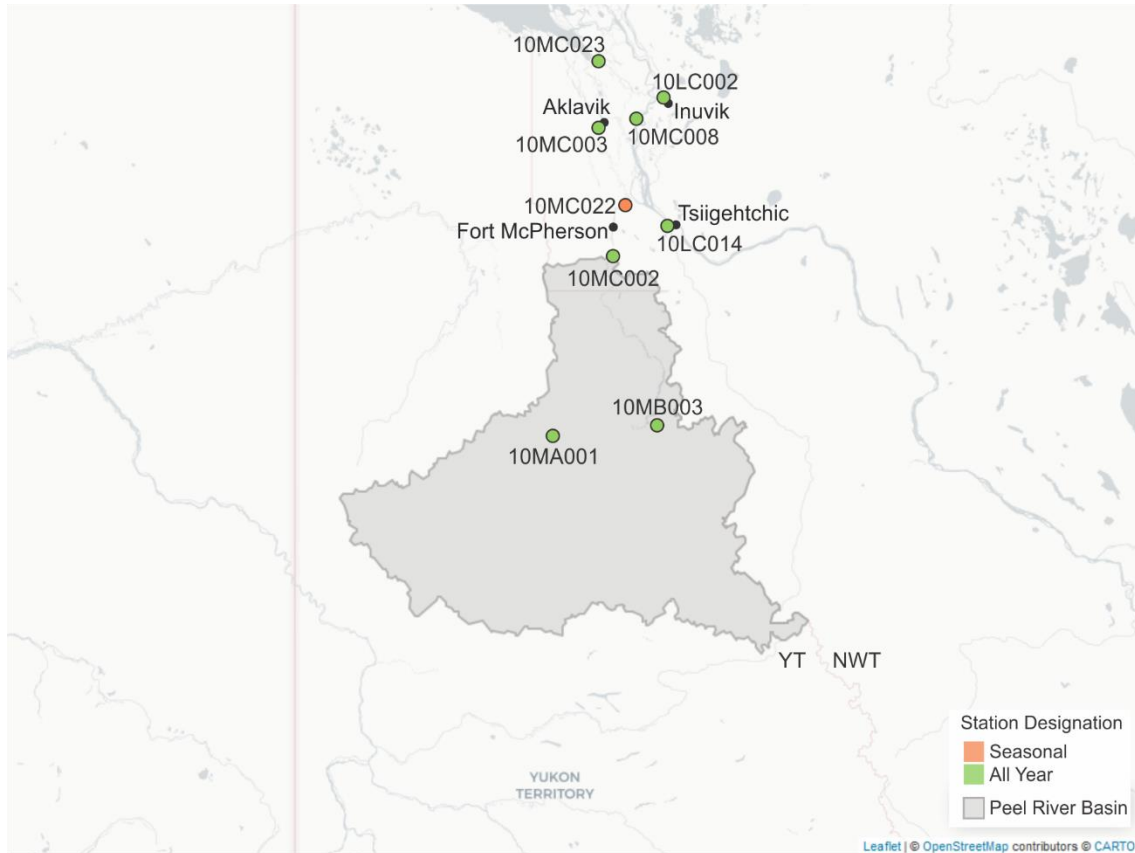 10MC023
10LC002
Aklavik
Inuvik
10MC003
10MC008
10MC022
Tsiigehtchic
Fort McPherson
10LC014
10MC002
10MB003
10MA001
YT NWT
Station Designation
Seasonal
All Year
Peel River Basin
YUKON
TERRITORY
Leaflet | © OpenStreetMap contributors © CARTO